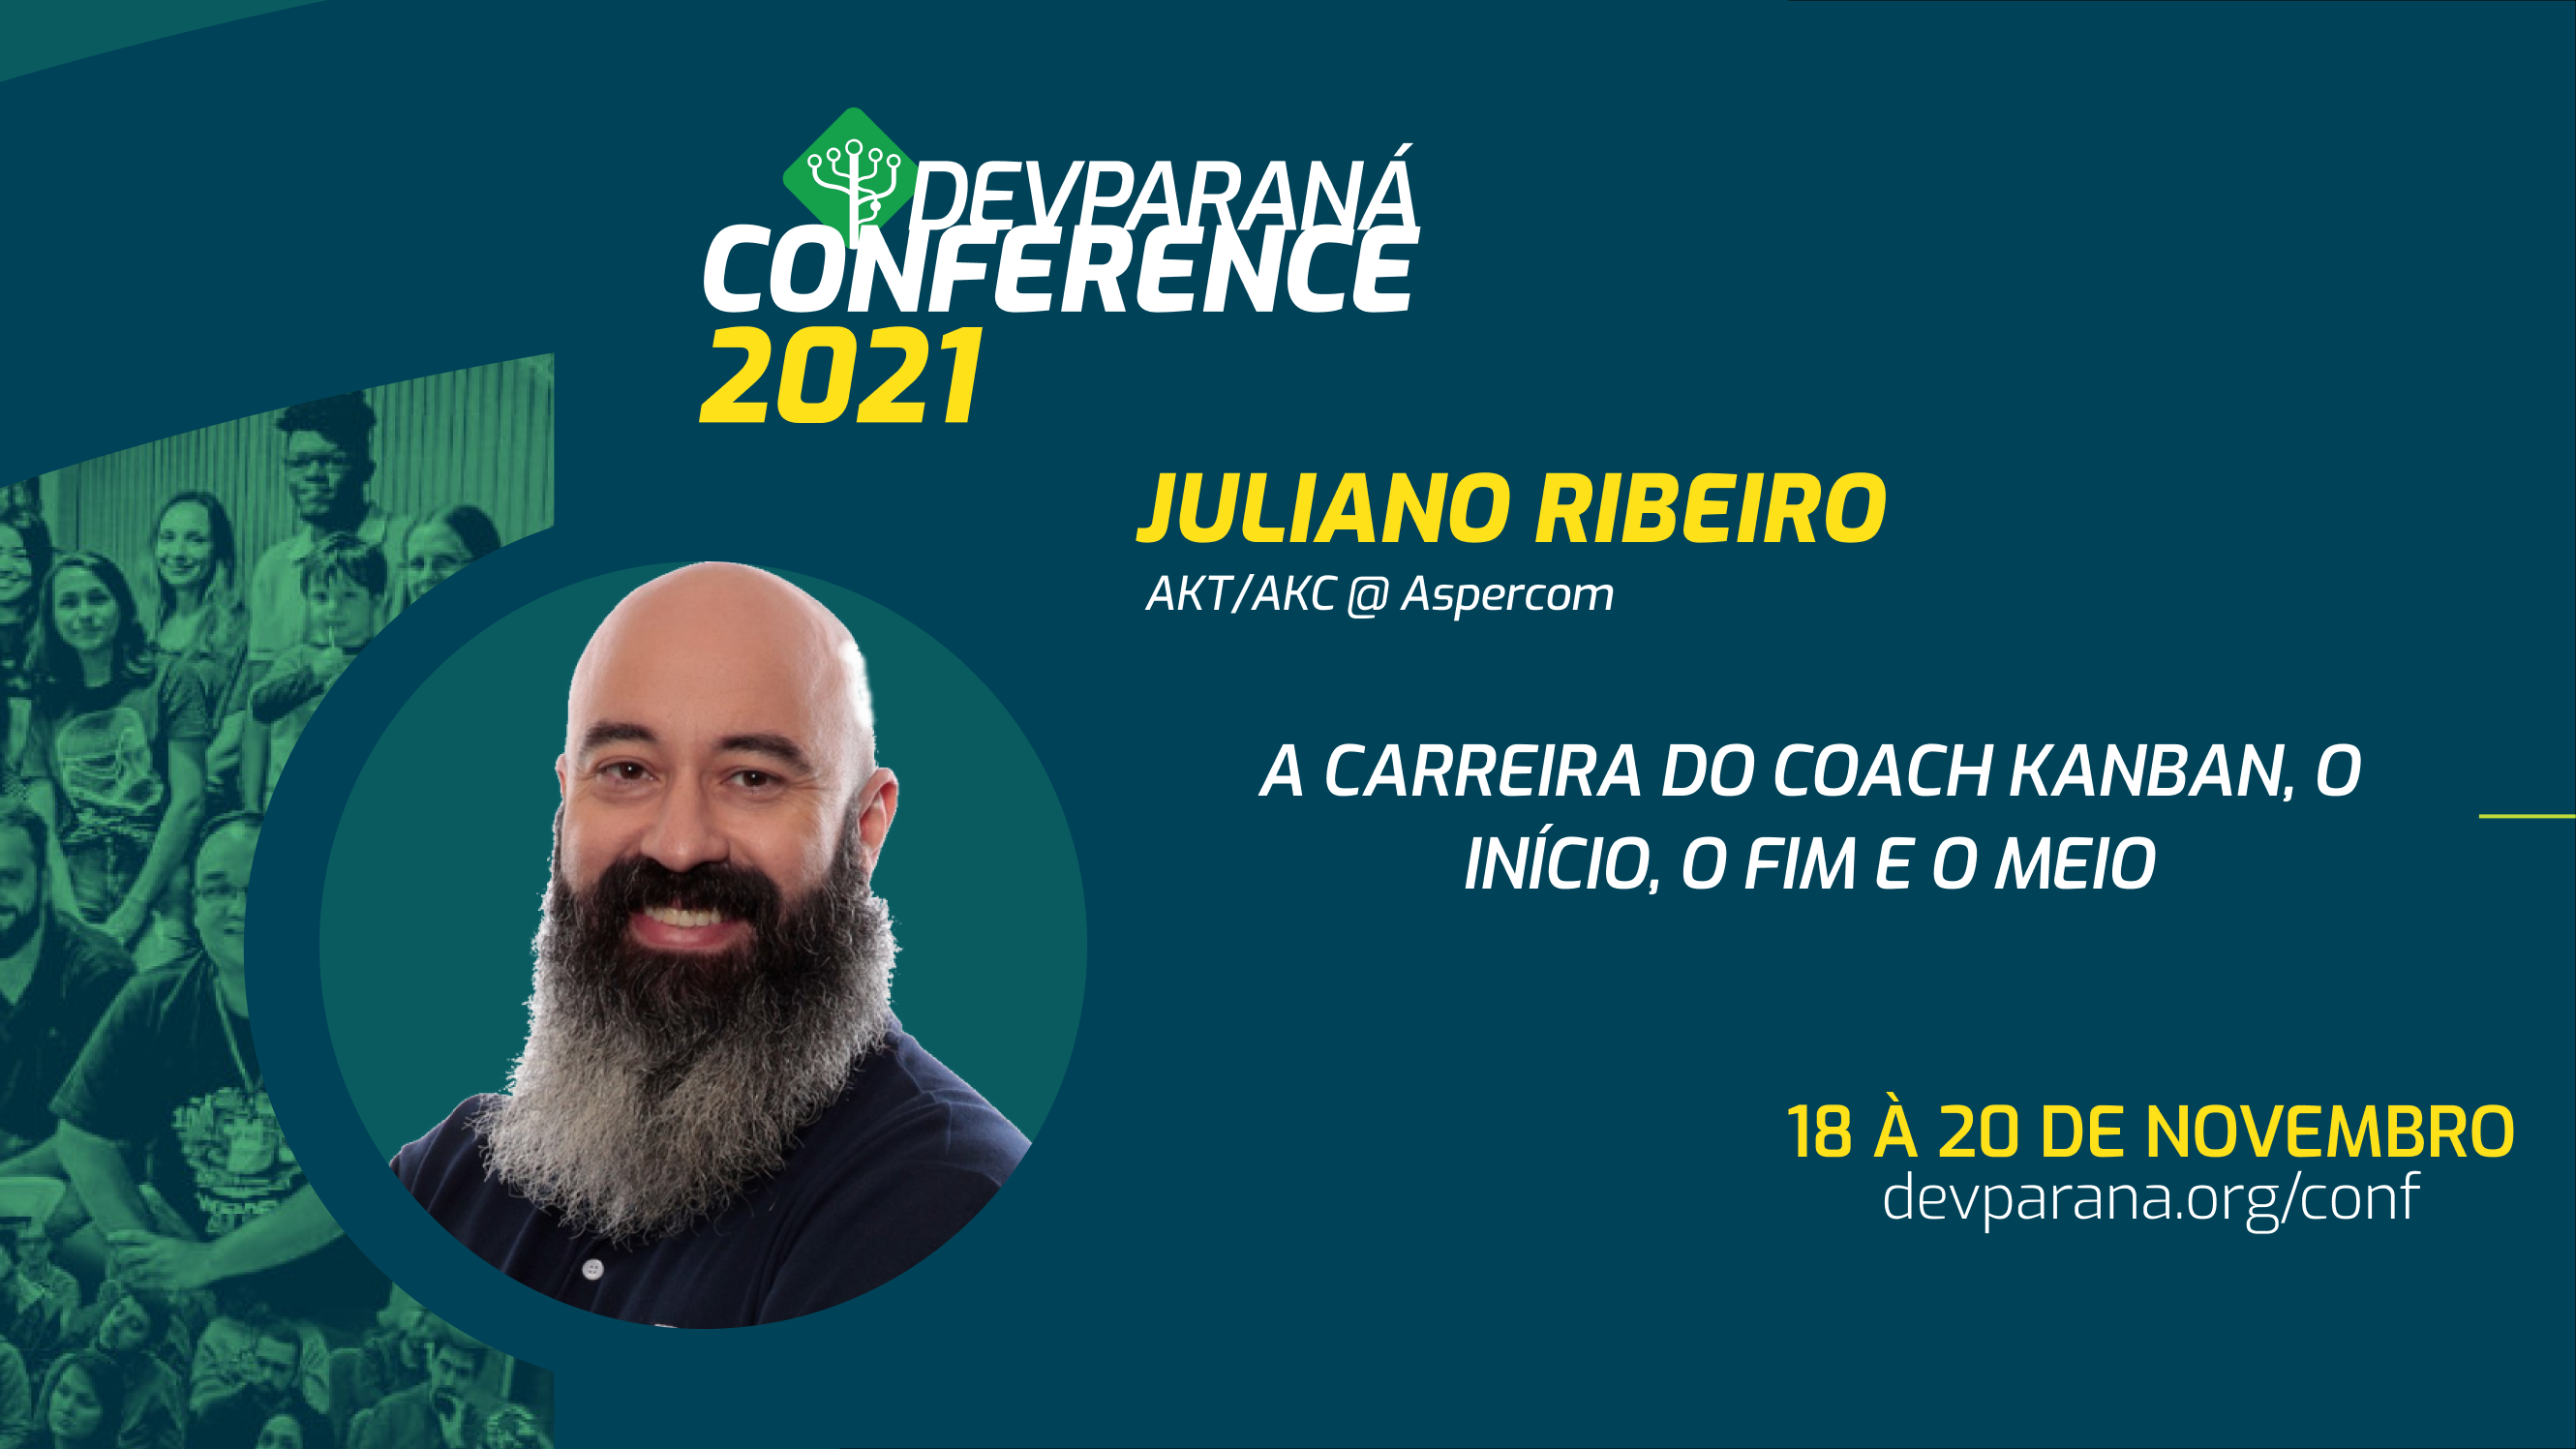 DEVPARANÁ
CONFERENCE
2021
JULIANO RIBEIRO
AKT/AKC @ Aspercom
A CARREIRA DO COACH KANBAN, O
INÍCIO, O FIM E O MEIO
18 À 20 DE NOVEMBRO
devparana.org/conf